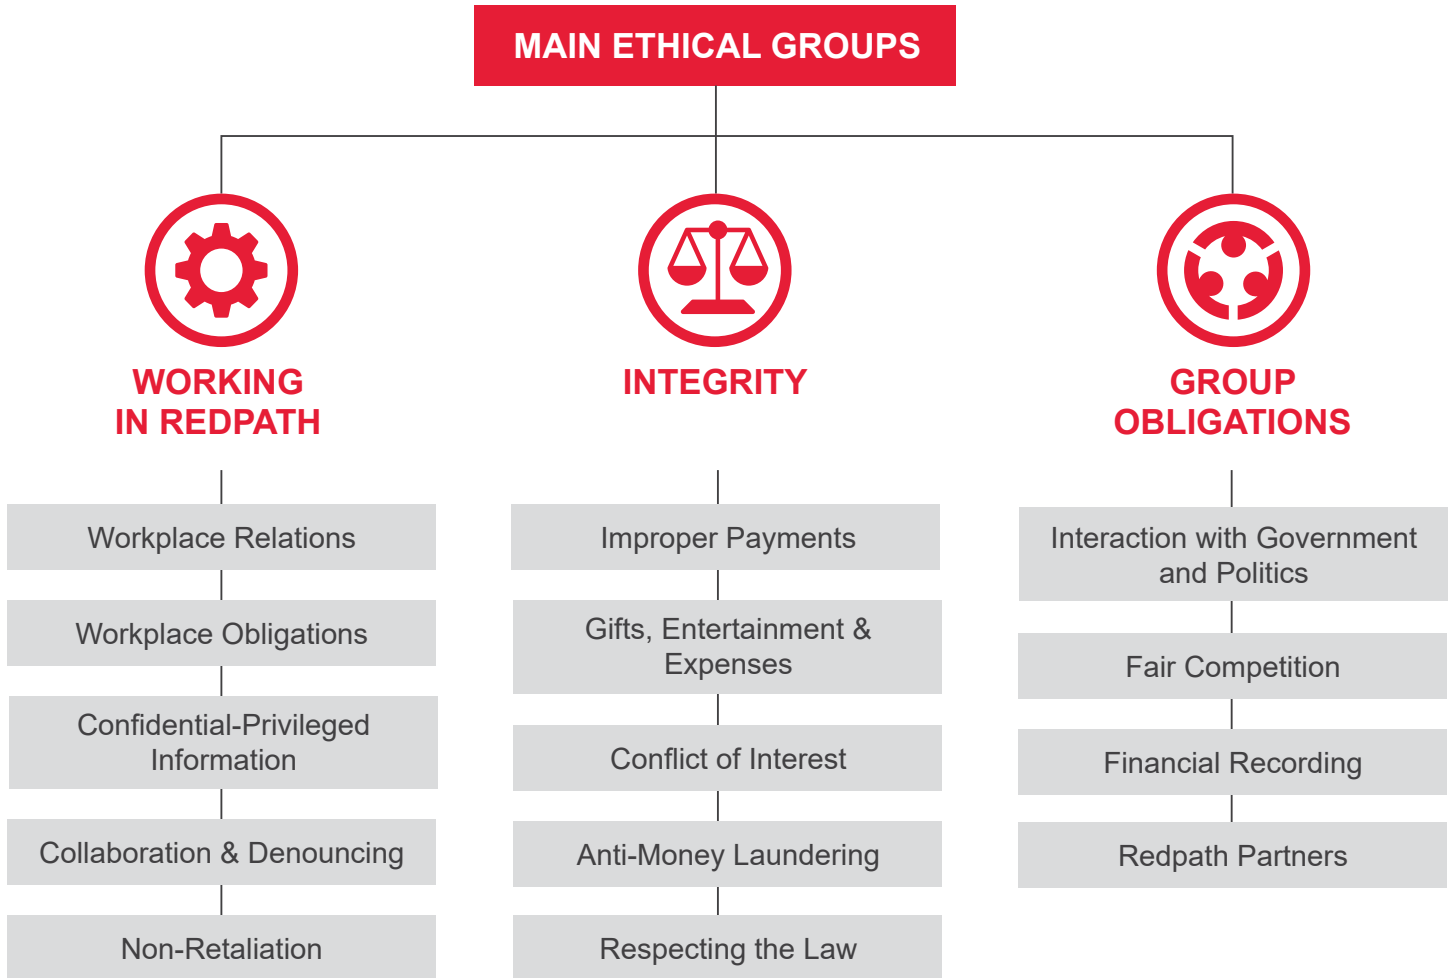 MAIN ETHICAL GROUPS
WORKING
IN REDPATH
Workplace Relations
Workplace Obligations
Confidential-Privileged
Information
Collaboration & Denouncing
Non-Retaliation
INTEGRITY
Improper Payments
Gifts, Entertainment &
Expenses
Conflict of Interest
Anti-Money Laundering
Respecting the Law
GROUP
OBLIGATIONS
Interaction with Government
and Politics
Fair Competition
Financial Recording
Redpath Partners